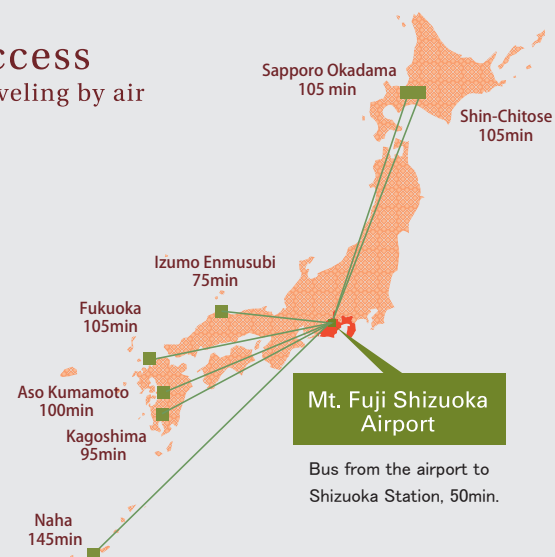 veling by air
Sapporo Okadama
105 min
Shin-Chitose
105min
Izumo Enmusubi
75min
Fukuoka
105min
Aso Kumamoto
100min
Kagoshima
95min
Naha
145min
Mt. Fuji Shizuoka
Airport
Bus from the airport to
Shizuoka Station, 50min.